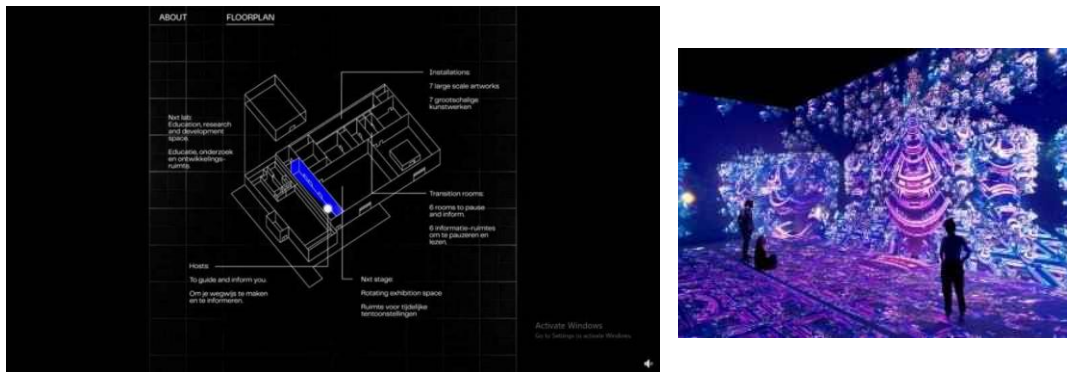 ABOUT
FLOORPLAN
Installations:
7 large scale artworks
7 grootschalige
kunstwerken
Nxt lab:
Education, research
and development
space.
Educatie, onderzoek
en ontwikkelings-
ruimte.
Transition rooms:
6 rooms to pause
and inform.
6 informatie-ruimtes
om te pauzeren en
lezen.
Hosts:
To guide and inform you.
Om je wegwijs te maken
en te informeren.
Nxt stage:
Rotating exhibition space
Ruimte voor tijdelijke
tentoonstellingen
Activate Windows
Go to Settings to activate Windows.